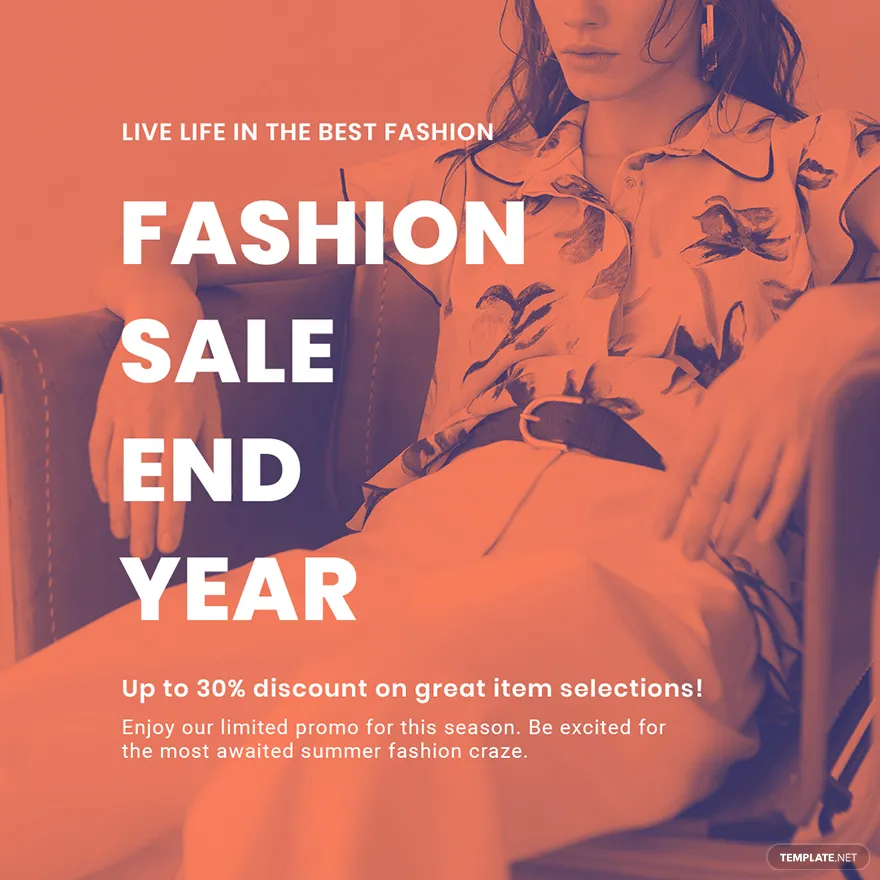 LIVE LIFE IN THE BEST FASHION
FASHION
SALE
END
YEAR
Up to 30% discount on great item selections!
Enjoy our limited promo for this season. Be excited for
the most awaited summer fashion craze.
TEMPLATE.NET